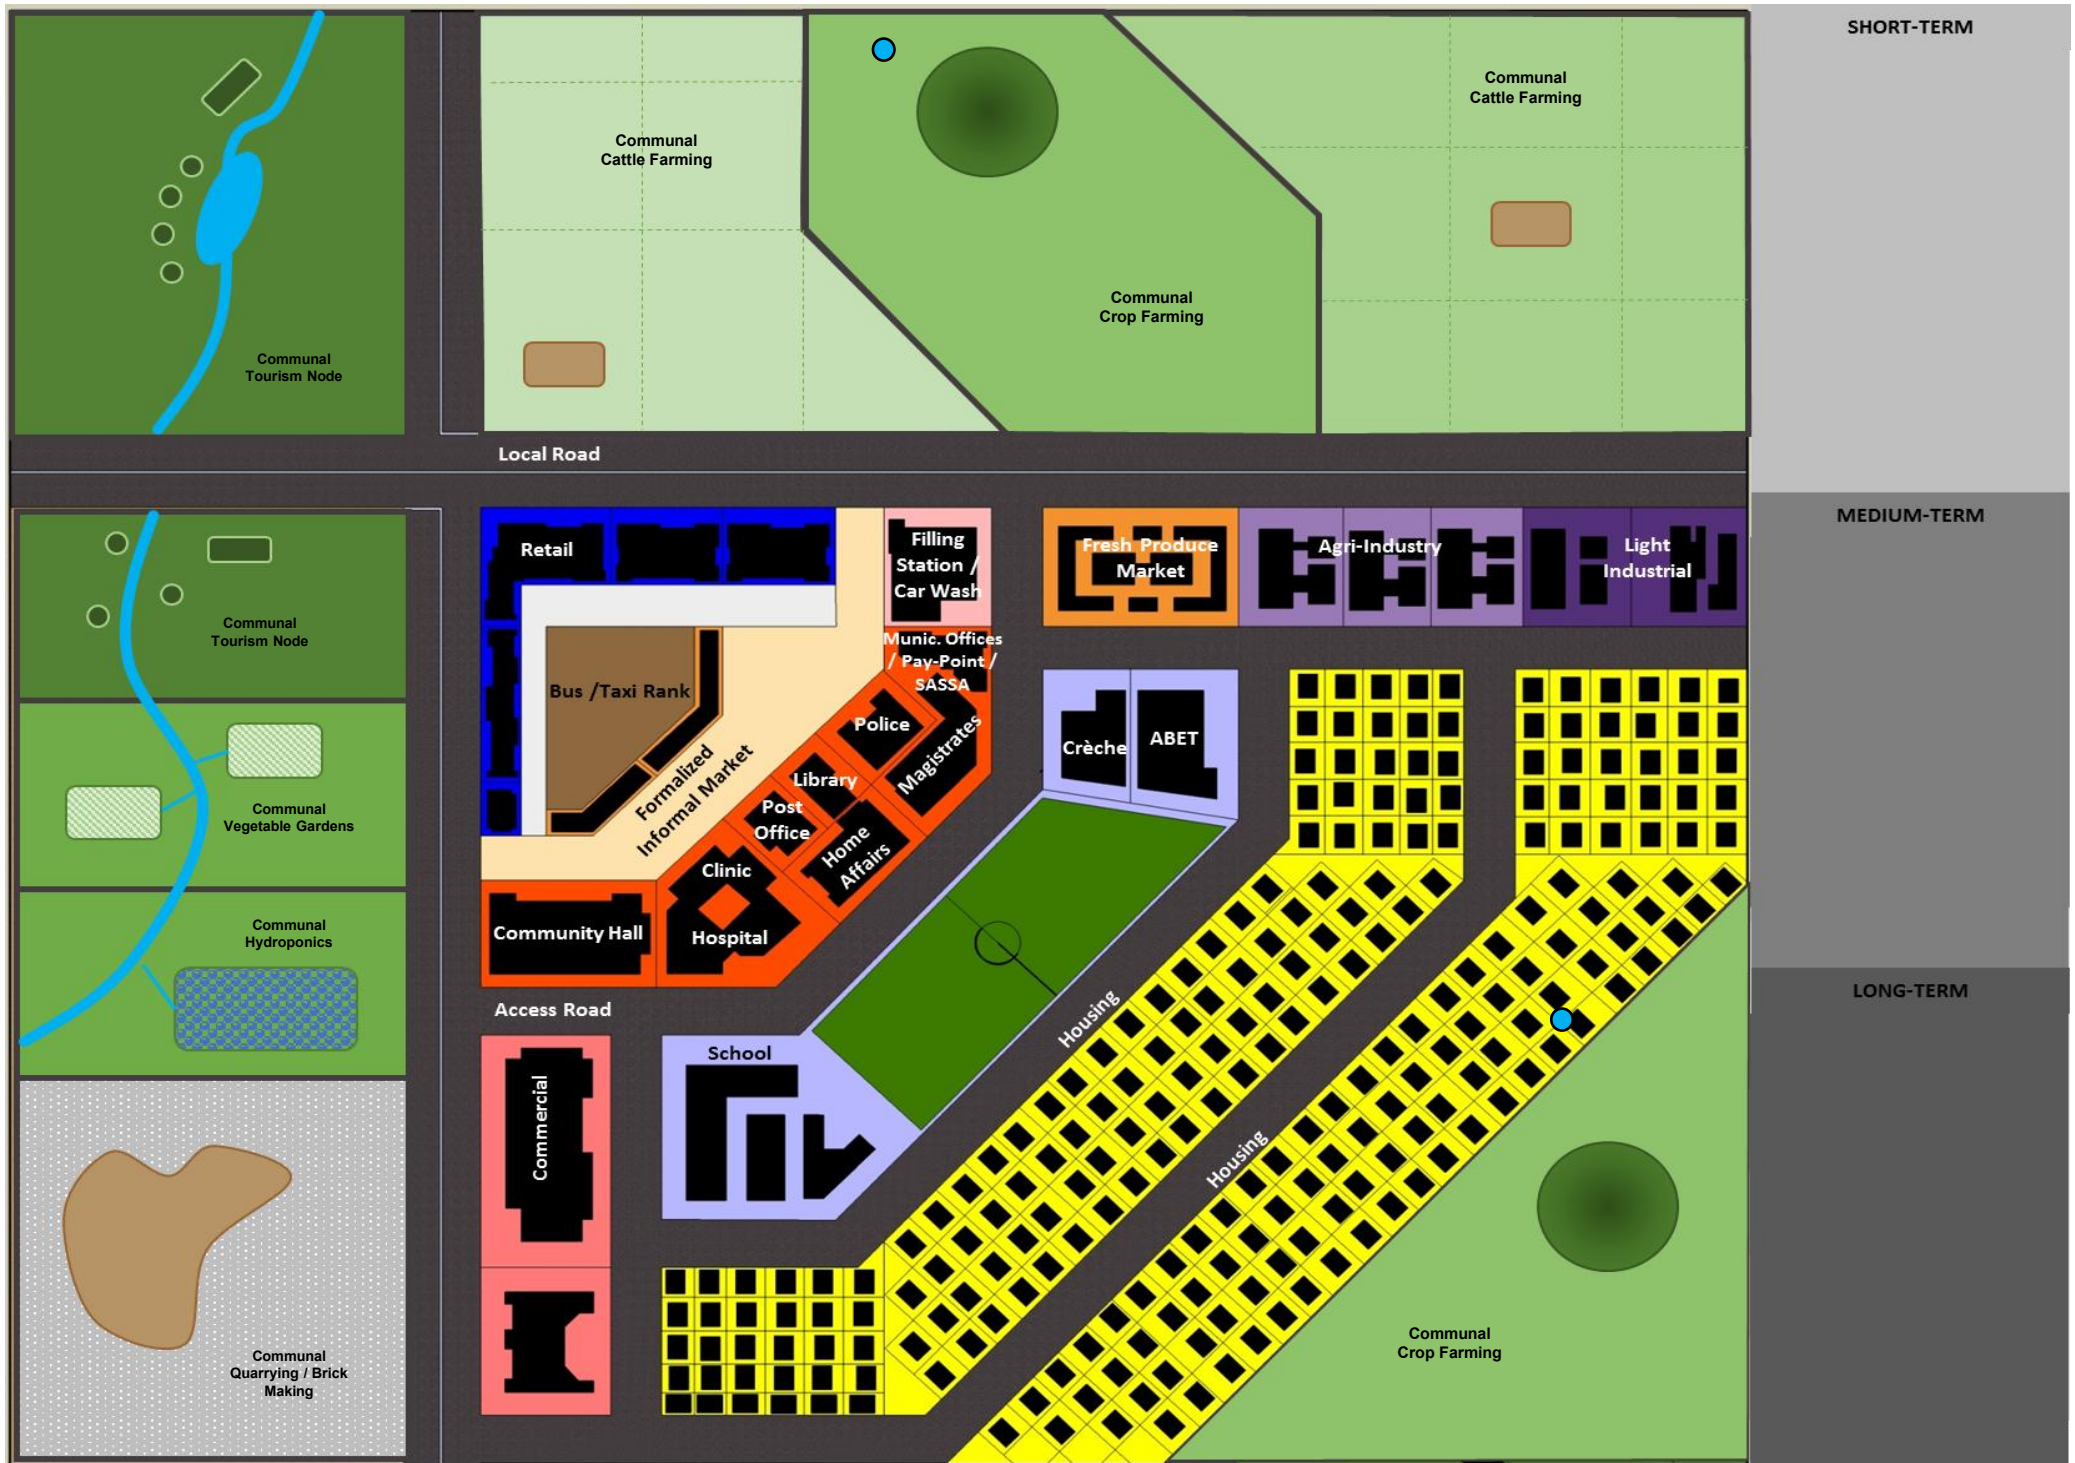 SHORT-TERM
Communal
Cattle Farming
Communal
Cattle Farming
Communal
Crop Farming
Communal
Tourism Node
Local Road
MEDIUM-TERM
Retail
Filling
Station /
Car Wash
Fresh Produce
Market
Agri-Industry
Light
Industrial
Communal
Tourism Node
Munic. Offices
/ Pay-Point /
SASSA
Bus /Taxi Rank
Police
Magistrates
Crèche
ABET
Formalized
Informal Market
Library
Post
Office
Home
Affairs
Communal
Vegetable Gardens
Clinic
Hospital
Community Hall
Communal
Hydroponics
LONG-TERM
Access Road
Housing
School
Commercial
Housing
Communal
Quarrying / Brick
Making
Communal
Crop Farming